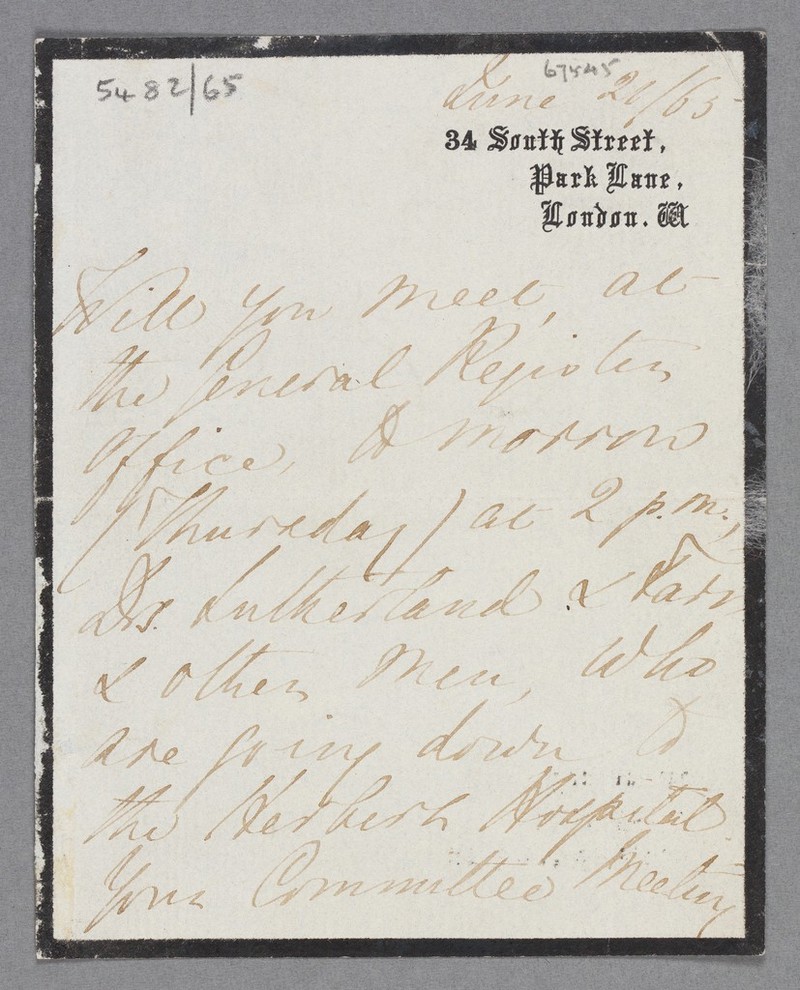 5482/65
67545
June 21/65
34 South Street,
Park Lane,
London. W
Will you meet, at
the General Register
Office, to morrow
(Thursday) at 2 p.m.,
Drs. Sutherland & Farr
& other men, who
are going down to
the Herbert Hospital
Your Committee Meeting